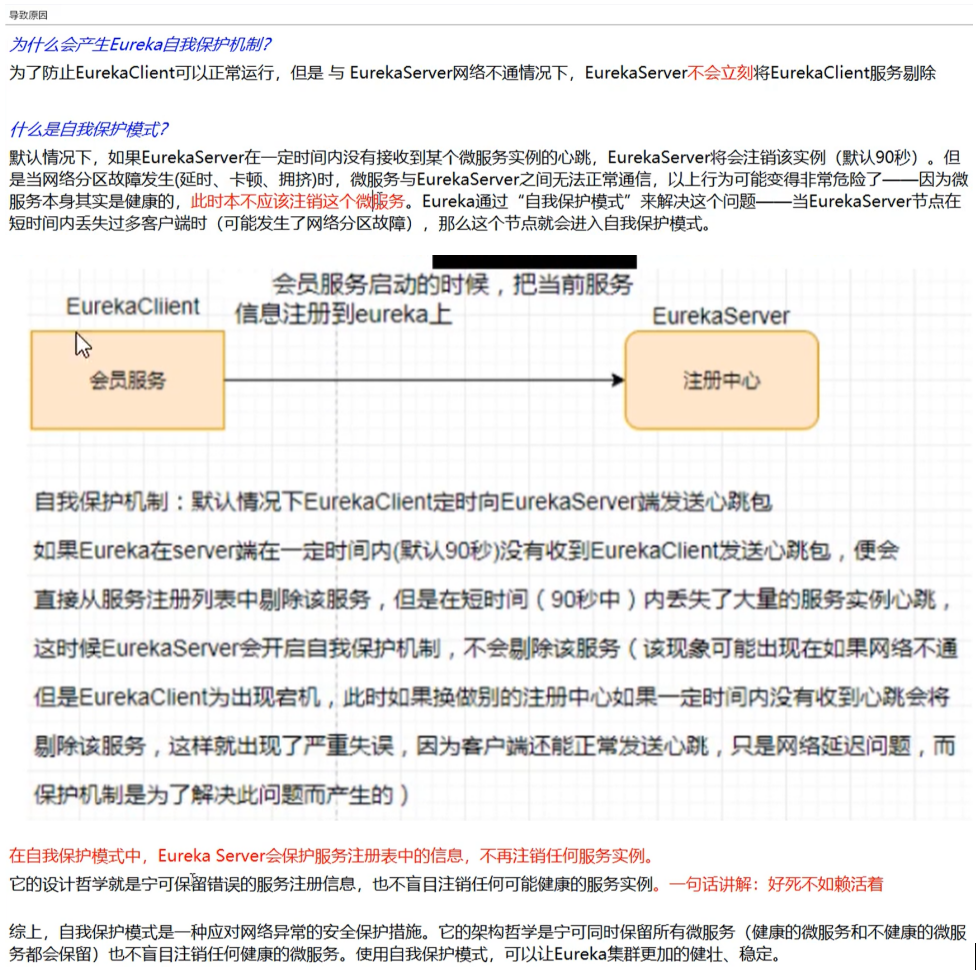 导致原因
为什么会产生Eureka自我保护机制?
为了防止EurekaClient可以正常运行，但是 与 EurekaServer网络不通情况下，EurekaServer不会立刻将EurekaClient服务剔除
什么是自我保护模式?
默认情况下，如果EurekaServer在一定时间内没有接收到某个微服务实例的心跳，EurekaServer将会注销该实例（默认90秒）。但
是当网络分区故障发生(延时、卡顿、拥挤)时，微服务与EurekaServer之间无法正常通信，以上行为可能变得非常危险了——因为微
服务本身其实是健康的，此时本不应该注销这个微服务。Eureka通过“自我保护模式”来解决这个问题——当EurekaServer节点在
短时间内丢失过多客户端时（可能发生了网络分区故障），那么这个节点就会进入自我保护模式。
会员服务启动的时候，把当前服务
信息注册到eureka上
EurekaCliient
EurekaServer
会员服务
注册中心
自我保护机制：默认情况下EurekaClient定时向EurekaServer端发送心跳包
如果Eureka在server端在一定时间内(默认90秒)没有收到EurekaClient发送心跳包，便会
直接从服务注册列表中剔除该服务，但是在短时间（90秒中）内丢失了大量的服务实例心跳，
这时候EurekaServer会开启自我保护机制，不会剔除该服务（该现象可能出现在如果网络不通
但是EurekaClient为出现宕机，此时如果换做别的注册中心如果一定时间内没有收到心跳会将
剔除该服务，这样就出现了严重失误，因为客户端还能正常发送心跳，只是网络延迟问题，而
保护机制是为了解决此问题而产生的）
在自我保护模式中，Eureka Server会保护服务注册表中的信息，不再注销任何服务实例。
它的设计哲学就是宁可保留错误的服务注册信息，也不盲目注销任何可能健康的服务实例。一句话讲解：好死不如赖活着
综上，自我保护模式是一种应对网络异常的安全保护措施。它的架构哲学是宁可同时保留所有微服务（健康的微服务和不健康的微服
务都会保留）也不盲目注销任何健康的微服务。使用自我保护模式，可以让Eureka集群更加的健壮、稳定。